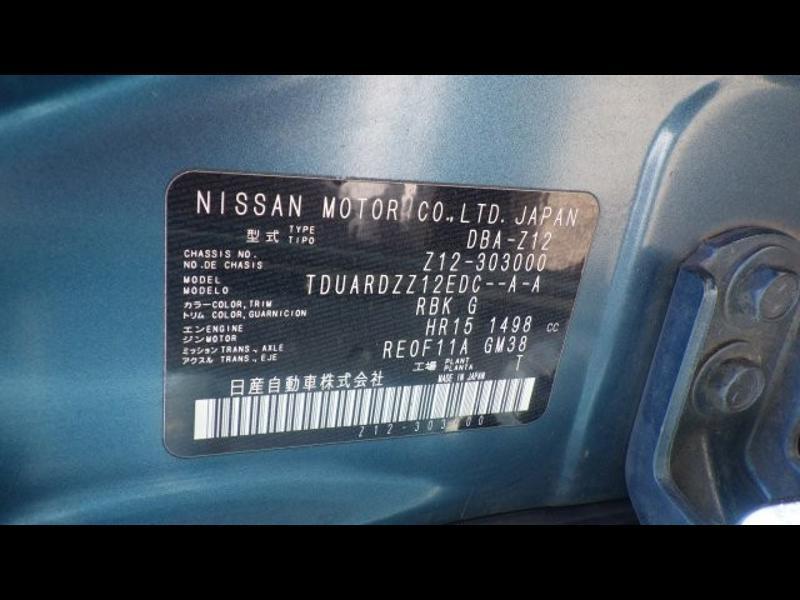 NISSAN MOTOR CO.,LTD. JAPAN
型式 TYPE TIPO DBA-Z12
CHASSIS NO. NO.DE CHASIS Z12-303000
MODEL MODELO TDUARDZZ12EDC--A-A
カラー COLOR, TRIM トリム COLOR, GUARNICION RBK G
エンジン ENGINE MOTOR HR15 1498 CC
ミッション TRANS., AXLE アクスル TRANS., EJE RE0F11A GM38
工場 PLANT PLANTA T
日産自動車株式会社 MADE IN JAPAN
Z12-303 00